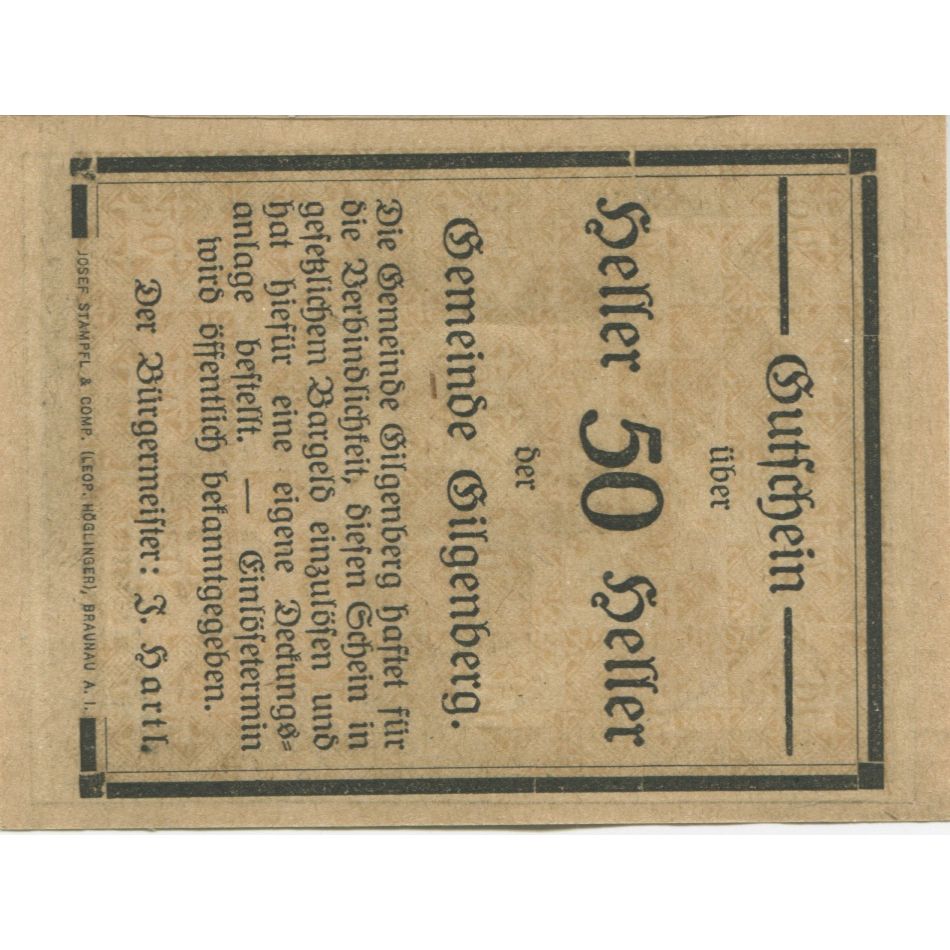 — Gutschein —
über
Heller 50 Heller
der
Gemeinde Gilgenberg.
Die Gemeinde Gilgenberg haftet für
die Verbindlichkeit, diesen Schein in
gesetzlichem Bargeld einzulösen und
hat hiefür eine eigene Deckungs-
anlage bestellt. — Einlösetermin
wird öffentlich bekanntgegeben.
Der Bürgermeister: J. Hartl.
JOSEF STAMPFL & COMP. (LEOP. HÖGLINGER), BRAUNAU A. I.